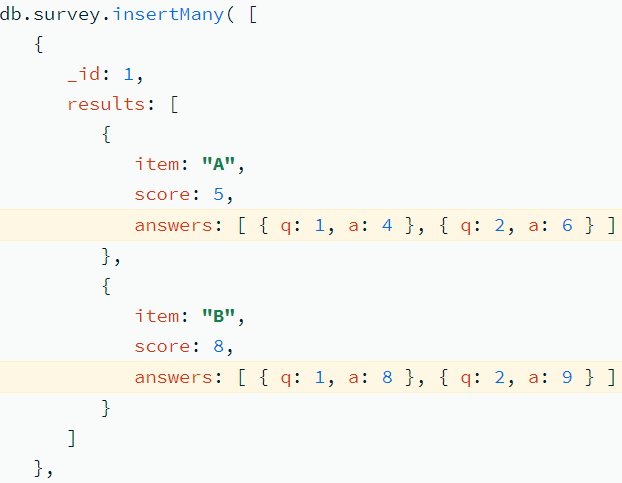 db.survey.insertMany( [
   {
      _id: 1,
      results: [
         {
            item: "A",
            score: 5,
            answers: [ { q: 1, a: 4 }, { q: 2, a: 6 } ]
         },
         {
            item: "B",
            score: 8,
            answers: [ { q: 1, a: 8 }, { q: 2, a: 9 } ]
         }
      ]
   },